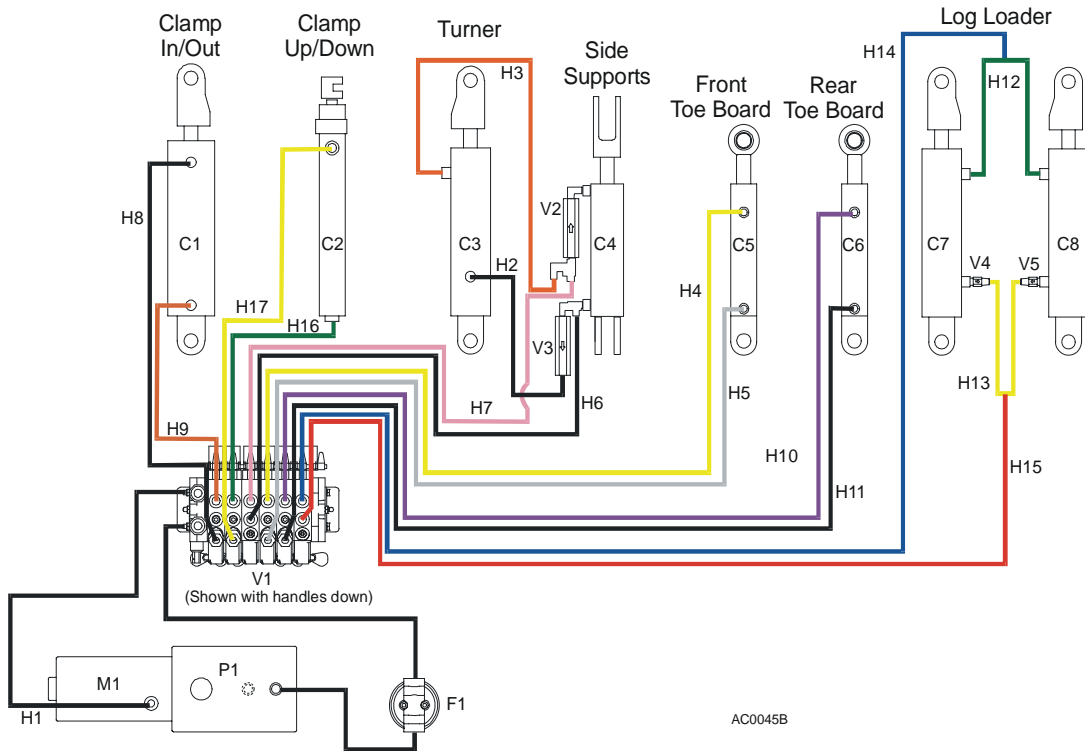 Clamp
In/Out
Clamp
Up/Down
Turner
Side
Supports
Front
Toe Board
Rear
Toe Board
Log Loader
H14
H3
H12
H8
H17
H16
H9
C1
C2
C3
H2
V2
C4
V3
H7
H6
H4
C5
H5
C6
H10
H11
C7
V4
V5
C8
H13
H15
V1
(Shown with handles down)
M1
P1
H1
F1
AC0045B